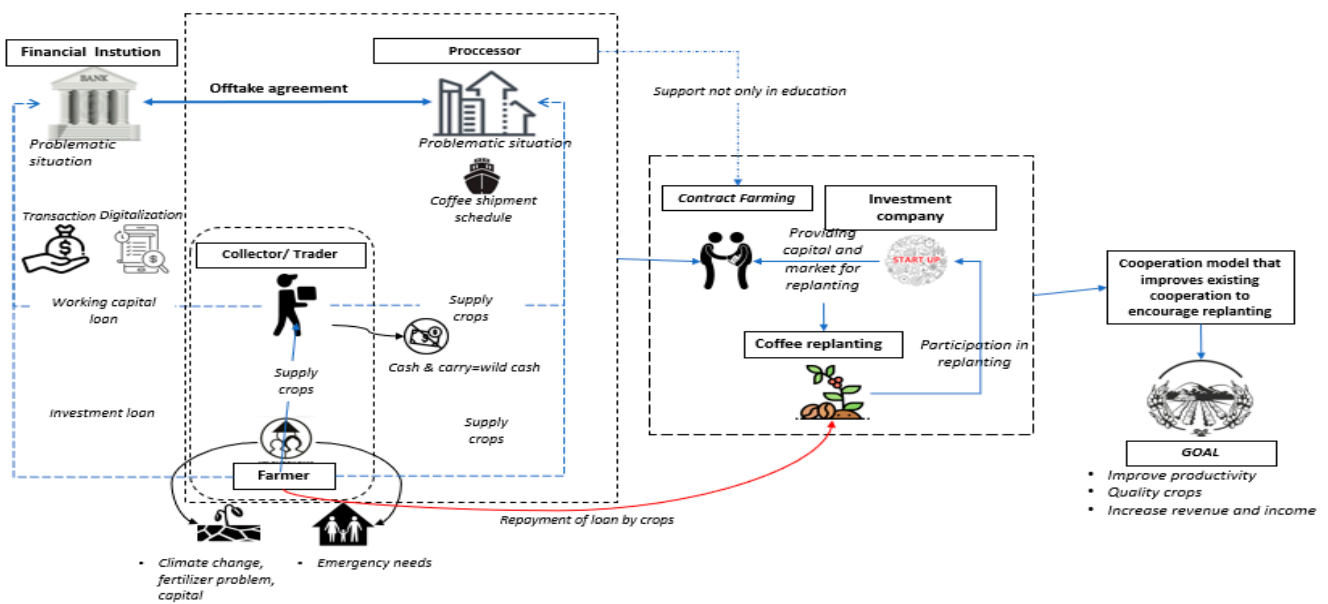 Financial Instution
BANK
Problematic
situation
Transaction
Digitalization
Working capital
loan
Investment loan
Offtake agreement
Proccessor
Problematic situation
Coffee shipment
schedule
Collector/ Trader
Supply
crops
Cash & carry=wild cash
Supply
crops
Supply
crops
Farmer
Repayment of loan by crops
• Climate change,
fertilizer problem,
capital
• Emergency needs
Support not only in education
Contract Farming
Investment
company
Providing
capital and
market for
replanting
START UP
Coffee replanting
Participation in
replanting
Cooperation model that
improves existing
cooperation to
encourage replanting
GOAL
• Improve productivity
• Quality crops
• Increase revenue and income